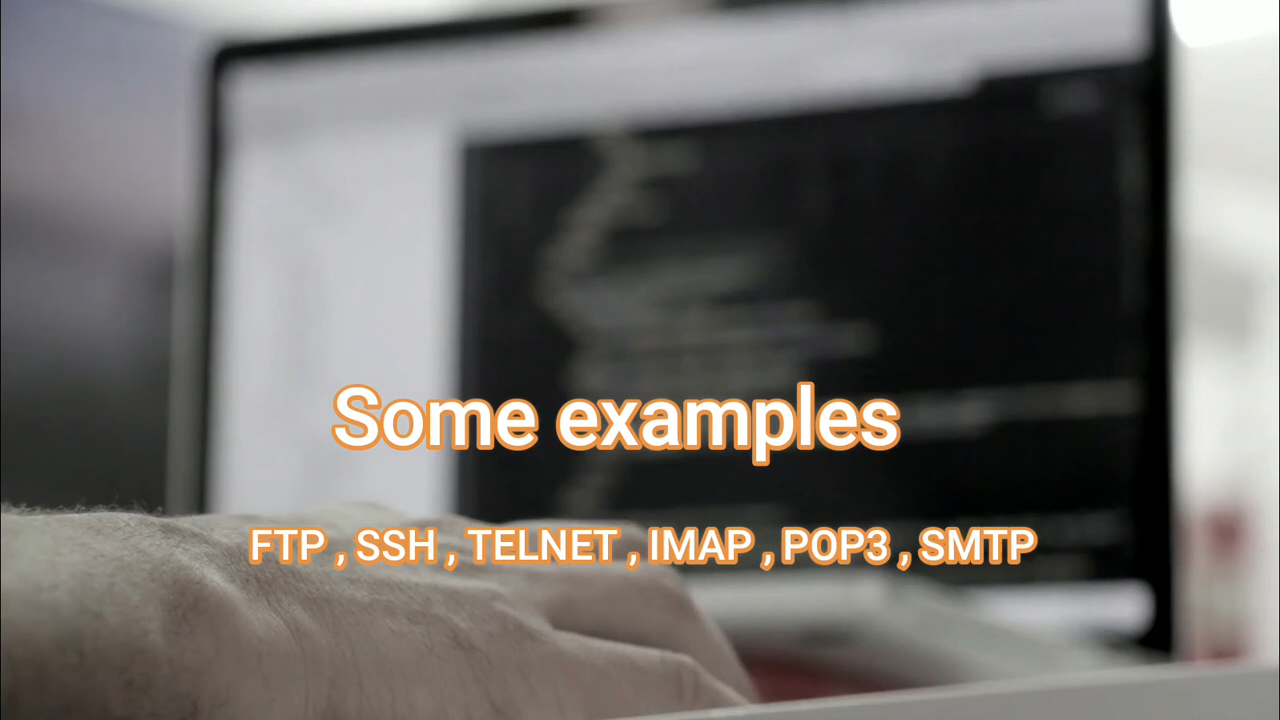 Some examples
FTP , SSH , TELNET , IMAP , POP3 , SMTP